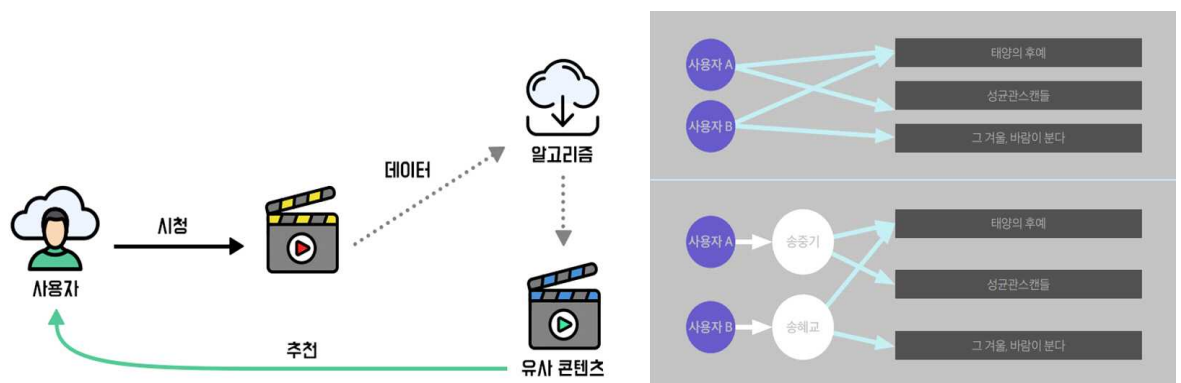 알고리즘
데이터
시청
사용자
추천
유사 콘텐츠
사용자 A
태양의 후예
성균관스캔들
사용자 B
그 겨울, 바람이 분다
사용자 A
송중기
태양의 후예
성균관스캔들
사용자 B
송혜교
그 겨울, 바람이 분다